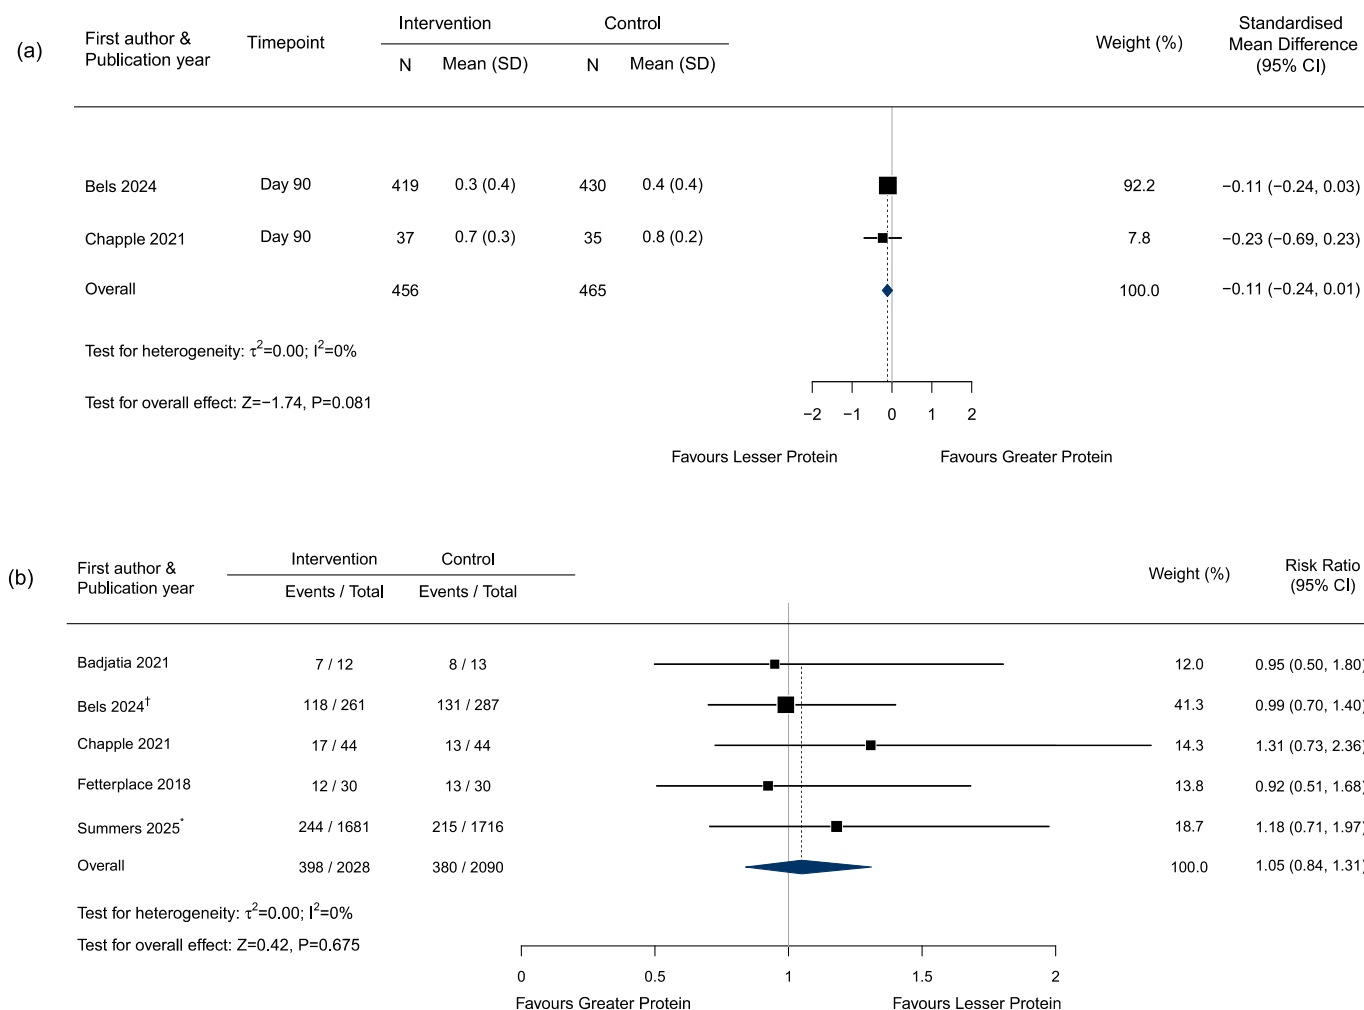 (a)
First author &
Publication year
Timepoint
Intervention
Control
N Mean (SD) N Mean (SD)
Weight (%)
Standardised
Mean Difference
(95% CI)
Bels 2024 Day 90 419 0.3 (0.4) 430 0.4 (0.4) 92.2 −0.11 (−0.24, 0.03)
Chapple 2021 Day 90 37 0.7 (0.3) 35 0.8 (0.2) 7.8 −0.23 (−0.69, 0.23)
Overall 456 465 100.0 −0.11 (−0.24, 0.01)
Test for heterogeneity: τ²=0.00; I²=0%
Test for overall effect: Z=−1.74, P=0.081
−2 −1 0 1 2
Favours Lesser Protein Favours Greater Protein
(b)
First author &
Publication year
Intervention Control
Events / Total Events / Total
Weight (%)
Risk Ratio
(95% CI)
Badjatia 2021 7 / 12 8 / 13 12.0 0.95 (0.50, 1.80)
Bels 2024† 118 / 261 131 / 287 41.3 0.99 (0.70, 1.40)
Chapple 2021 17 / 44 13 / 44 14.3 1.31 (0.73, 2.36)
Fetterplace 2018 12 / 30 13 / 30 13.8 0.92 (0.51, 1.68)
Summers 2025* 244 / 1681 215 / 1716 18.7 1.18 (0.71, 1.97)
Overall 398 / 2028 380 / 2090 100.0 1.05 (0.84, 1.31)
Test for heterogeneity: τ²=0.00; I²=0%
Test for overall effect: Z=0.42, P=0.675
0 0.5 1 1.5 2
Favours Greater Protein Favours Lesser Protein